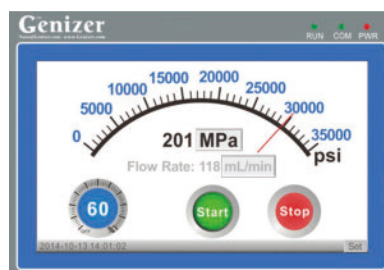 Genizer
RUN COM PWR
0 5000 10000 15000 20000 25000 30000 35000
psi
201 MPa
Flow Rate: 118 mL/min
60
Start
Stop
2014-10-13 14:01:02
Set